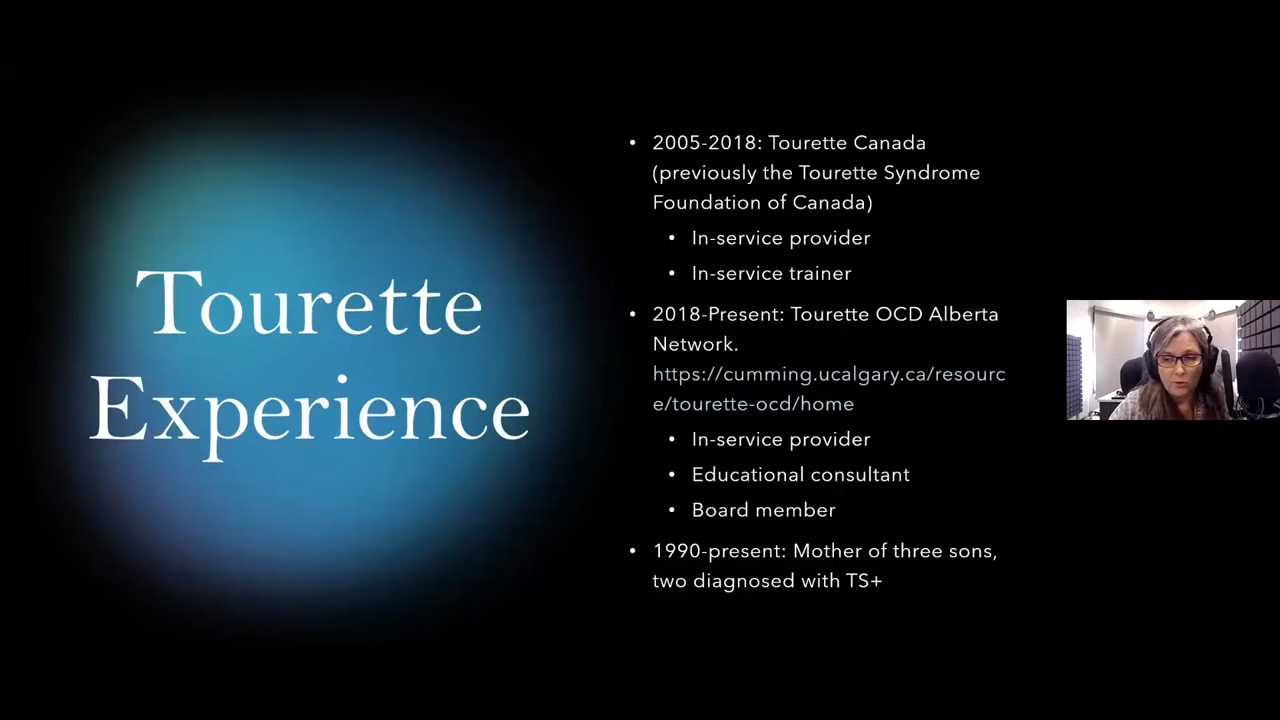 Tourette
Experience
• 2005-2018: Tourette Canada
(previously the Tourette Syndrome
Foundation of Canada)
• In-service provider
• In-service trainer
• 2018-Present: Tourette OCD Alberta
Network.
https://cumming.ucalgary.ca/resourc
e/tourette-ocd/home
• In-service provider
• Educational consultant
• Board member
• 1990-present: Mother of three sons,
two diagnosed with TS+